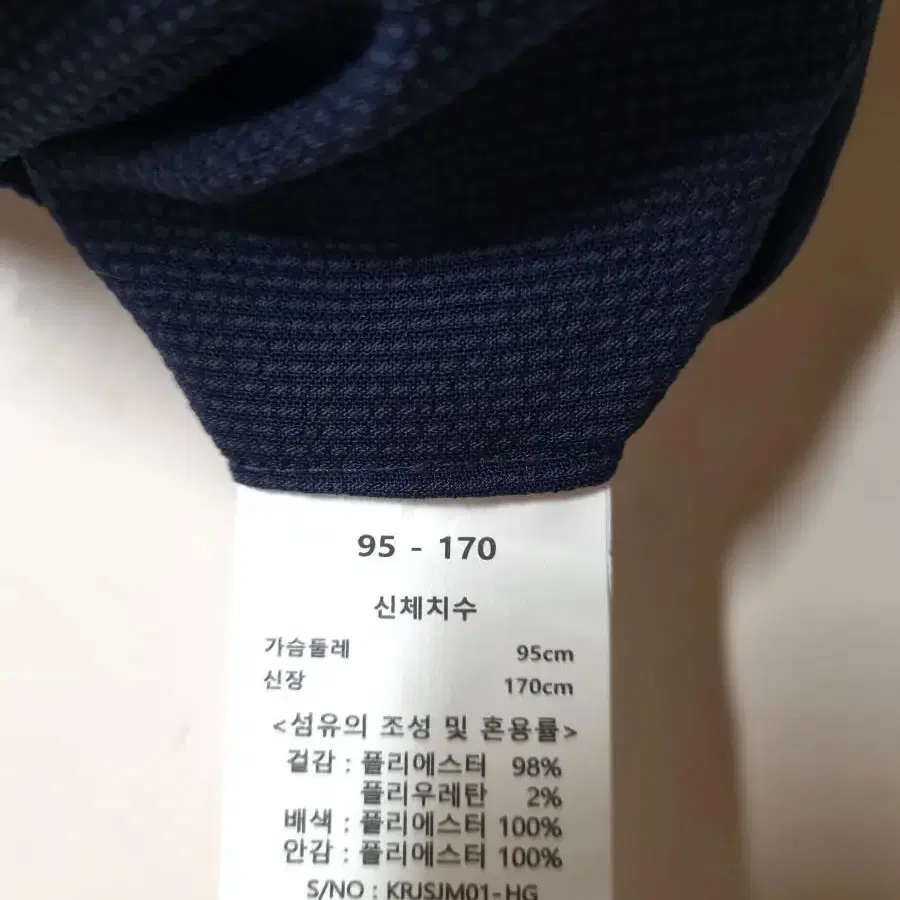 95 - 170
신체치수
가슴둘레 95cm
신장 170cm
<섬유의 조성 및 혼용률>
겉감 : 폴리에스터 98%
폴리우레탄 2%
배색 : 폴리에스터 100%
안감 : 폴리에스터 100%
S/NO : KRJSJM01-HG